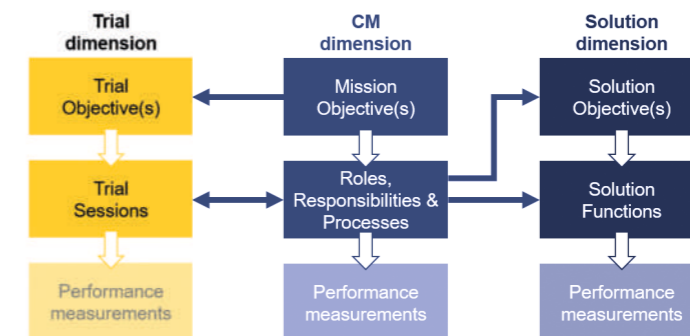 Trial
dimension
CM
dimension
Solution
dimension
Trial
Objective(s)
Mission
Objective(s)
Solution
Objective(s)
Trial
Sessions
Roles,
Responsibilities &
Processes
Solution
Functions
Performance
measurements
Performance
measurements
Performance
measurements